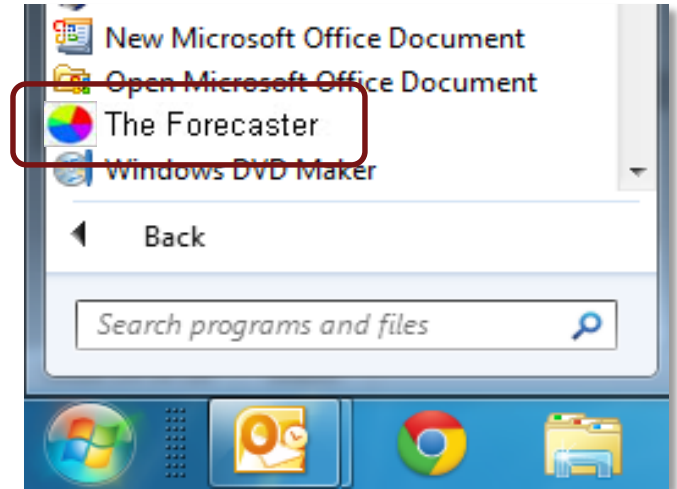 New Microsoft Office Document
Open Microsoft Office Document
The Forecaster
Windows DVD Maker
Back
Search programs and files